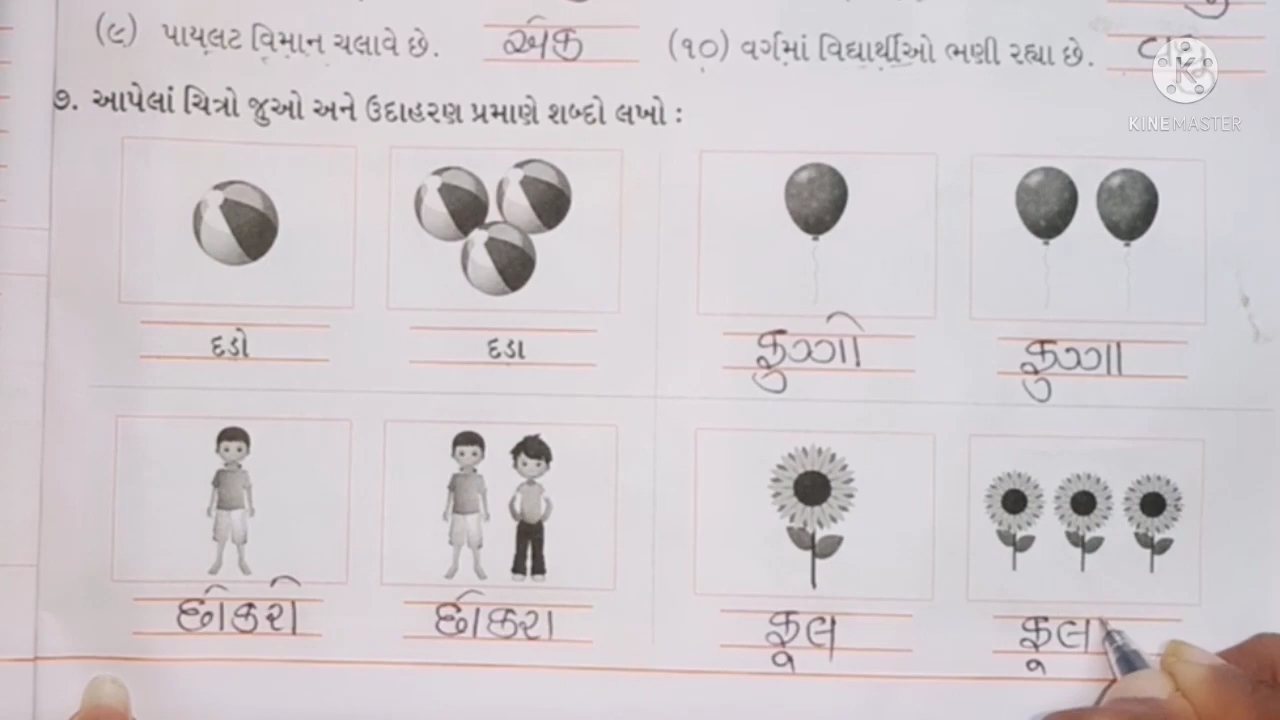 (૯) પાયલટ વિમાન ચલાવે છે. એક
(૧૦) વર્ગમાં વિદ્યાર્થીઓ ભણી રહ્યા છે.
KINEMASTER
૭. આપેલાં ચિત્રો જુઓ અને ઉદાહરણ પ્રમાણે શબ્દો લખો :
દડો દડા ફુગ્ગો ફુગ્ગા
છોકરો છોકરા ફૂલ ફૂલ